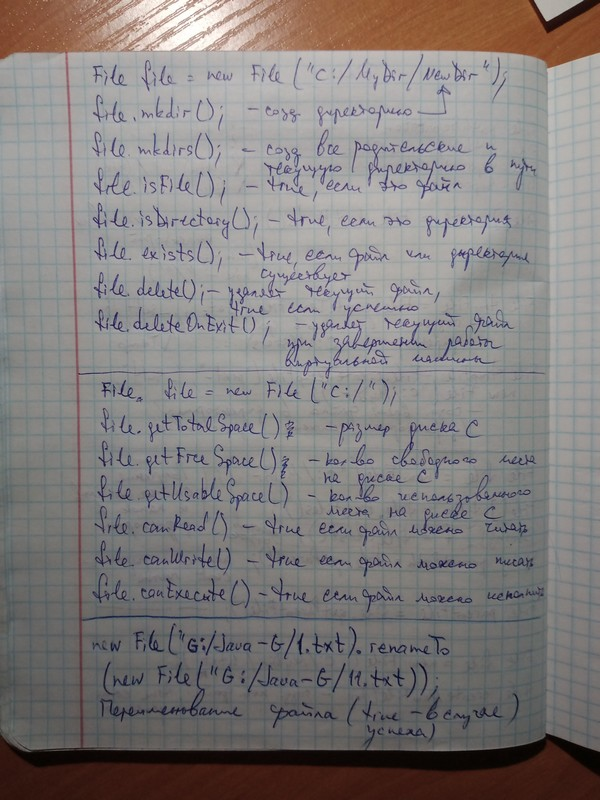 File file = new File ("C:/MyDir/NewDir");
file.mkdir(); - созд директорию
file.mkdirs(); - созд все родительские и
текущую директорию в пути
file.isFile(); - true, если это файл
file.isDirectory(); - true, если это директория
file.exists(); - true, если файл или директория
существует
file.delete(); - удаляет текущий файл,
true если успешно
file.deleteOnExit(); - удаляет текущий файл
при завершении работы
виртуальной машины
File file = new File ("C:/");
file.getTotalSpace(); - размер диска C
file.getFreeSpace(); - кол-во свободного места
на диске C
file.getUsableSpace() - кол-во использованного
места на диске C
file.canRead() - true если файл можно читать
file.canWrite() - true если файл можно писать
file.canExecute() - true если файл можно исполнять
new File("G:/Java-G/1.txt).renameTo
(new File("G:/Java-G/11.txt));
Переименование файла (true - в случае
успеха)